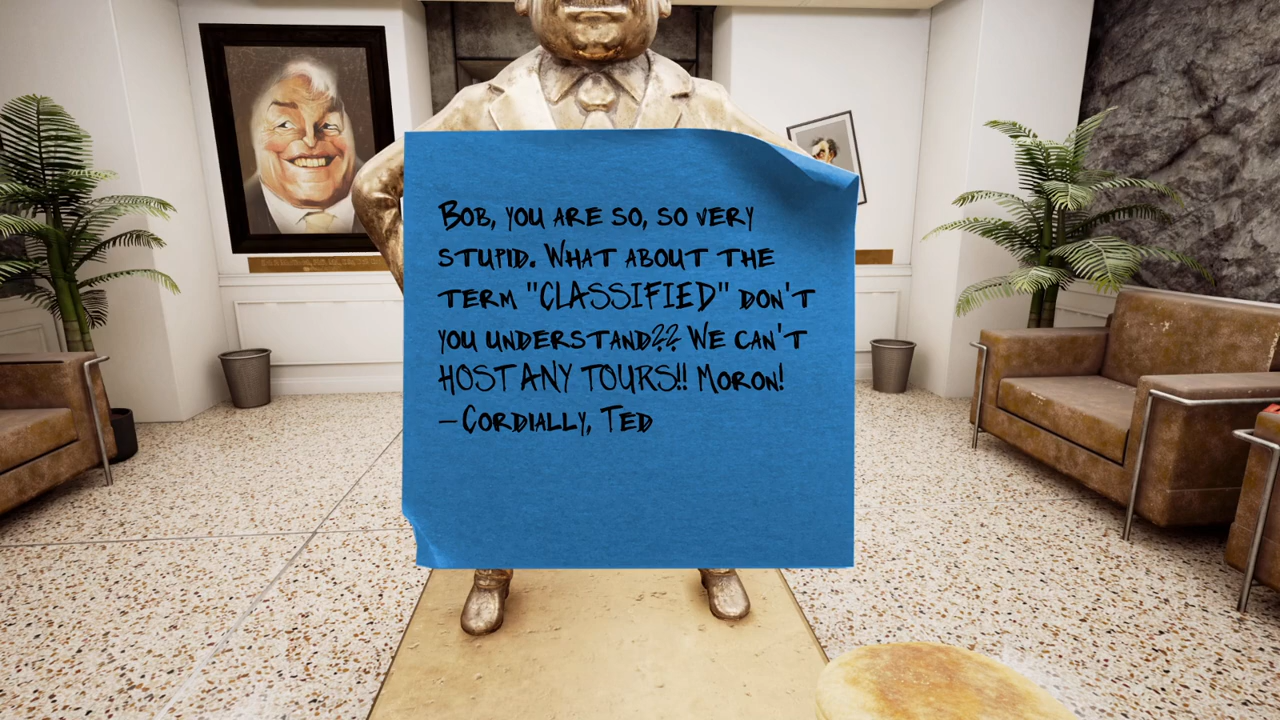 Bob, you are so, so very
stupid. What about the
term "CLASSIFIED" don't
you understand?? We can't
HOST ANY TOURS!! Moron!
– Cordially, Ted